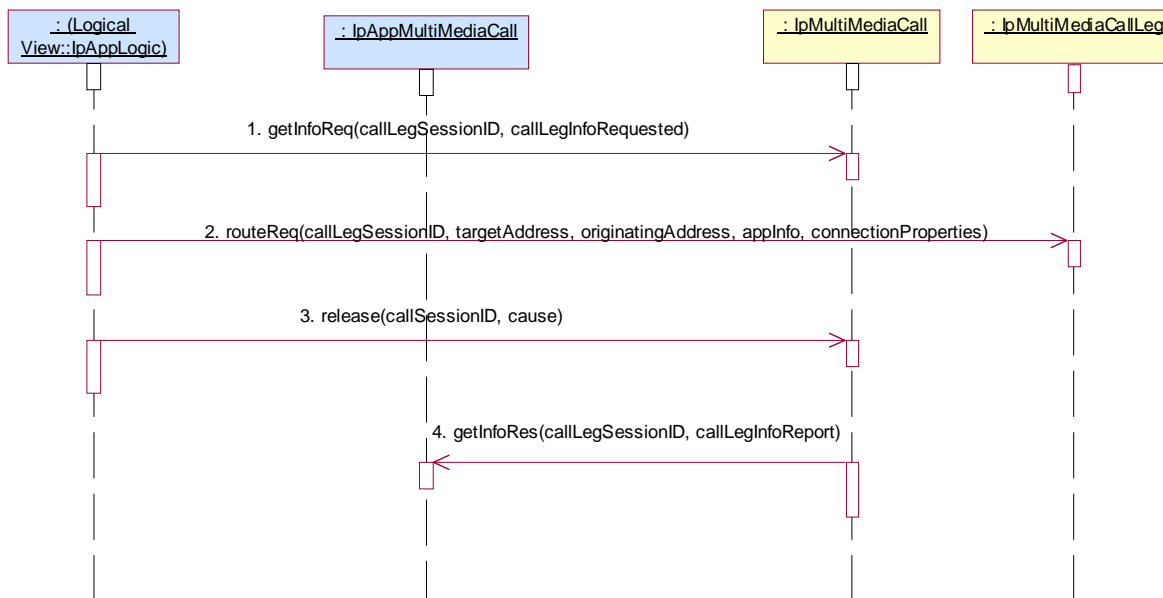 : (Logical
View::IpAppLogic)
: IpAppMultiMediaCall
: IpMultiMediaCall
: IpMultiMediaCallLeg
1. getInfoReq(callLegSessionID, callLegInfoRequested)
2. routeReq(callLegSessionID, targetAddress, originatingAddress, appInfo, connectionProperties)
3. release(callSessionID, cause)
4. getInfoRes(callLegSessionID, callLegInfoReport)